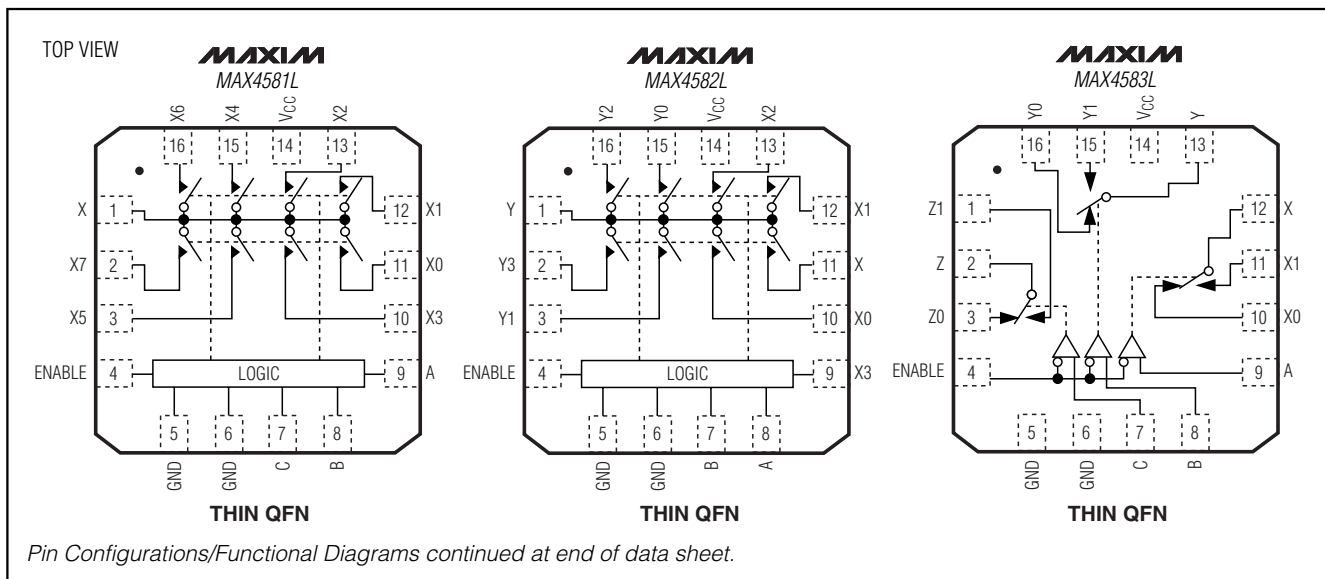 TOP VIEW
MAXIM
MAX4581L
X6 X4 VCC X2
16 15 14 13
X 1 12 X1
X7 2 11 X0
X5 3 10 X3
ENABLE 4 LOGIC 9 A
5 6 7 8
GND GND C B
THIN QFN
MAXIM
MAX4582L
Y2 Y0 VCC X2
16 15 14 13
Y 1 12 X1
Y3 2 11 X
Y1 3 10 X0
ENABLE 4 LOGIC 9 X3
5 6 7 8
GND GND B A
THIN QFN
MAXIM
MAX4583L
Y0 Y1 VCC Y
16 15 14 13
Z1 1 12 X
Z 2 11 X1
Z0 3 10 X0
ENABLE 4 9 A
5 6 7 8
GND GND C B
THIN QFN
Pin Configurations/Functional Diagrams continued at end of data sheet.